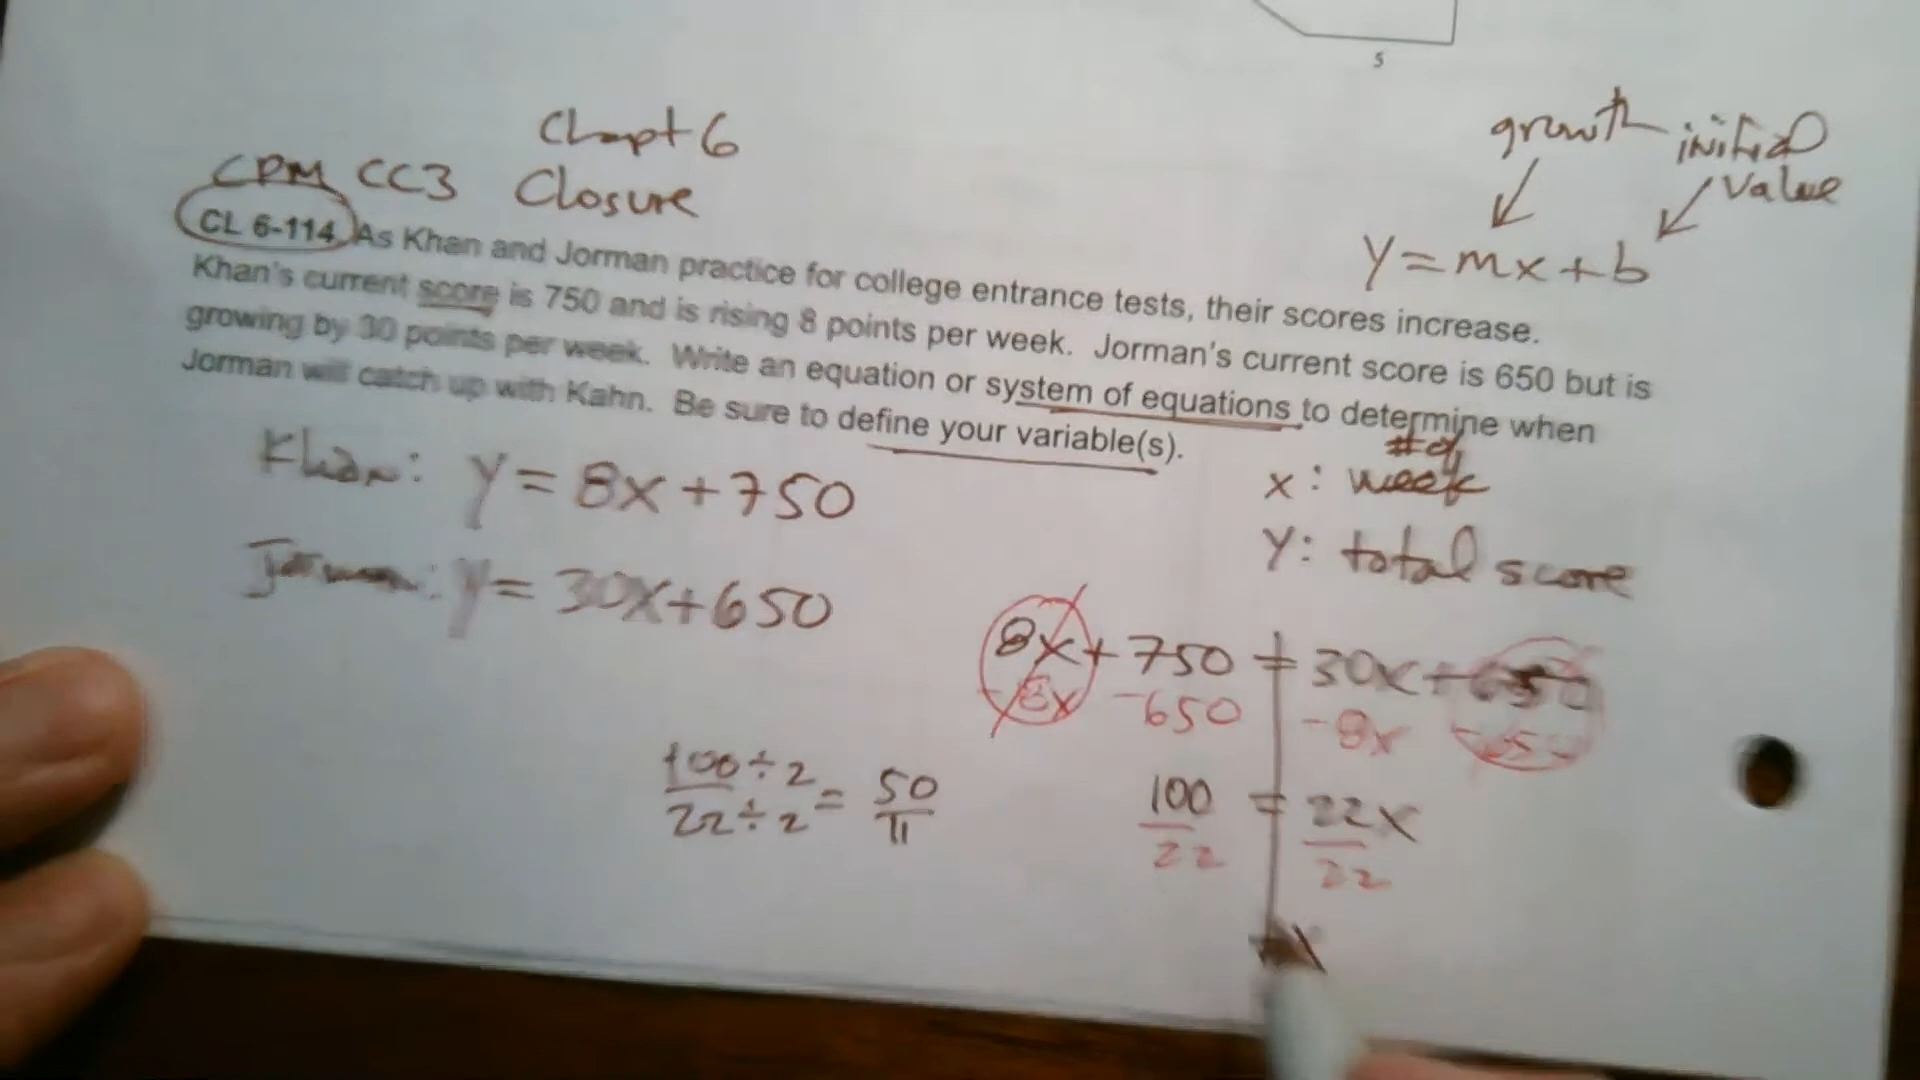 5
Chapt 6
CPM CC3 Closure
growth initial value
y = mx + b
CL 6-114 As Khan and Jorman practice for college entrance tests, their scores increase.
Khan's current score is 750 and is rising 8 points per week. Jorman's current score is 650 but is
growing by 30 points per week. Write an equation or system of equations to determine when
Jorman will catch up with Kahn. Be sure to define your variable(s).
# of
x: week
y: total score
Khan: y = 8x + 750
Jorman: y = 30x + 650
8x + 750 = 30x + 650
-8x -650 -8x -650
100 ÷ 2 = 50
22 ÷ 2 11
100 = 22x
22 22
x